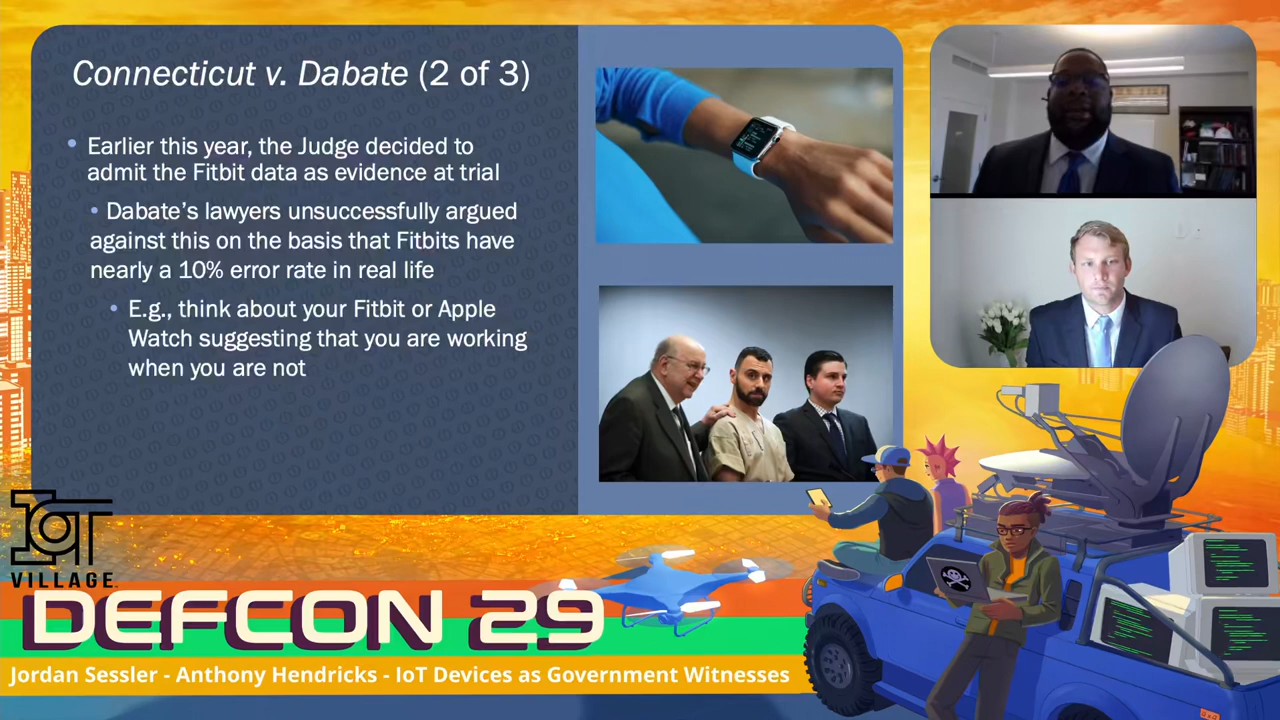 Connecticut v. Dabate (2 of 3)
• Earlier this year, the Judge decided to
admit the Fitbit data as evidence at trial
• Dabate's lawyers unsuccessfully argued
against this on the basis that Fitbits have
nearly a 10% error rate in real life
• E.g., think about your Fitbit or Apple
Watch suggesting that you are working
when you are not
IOT
VILLAGE
DEFCON 29
Jordan Sessler - Anthony Hendricks - IoT Devices as Government Witnesses